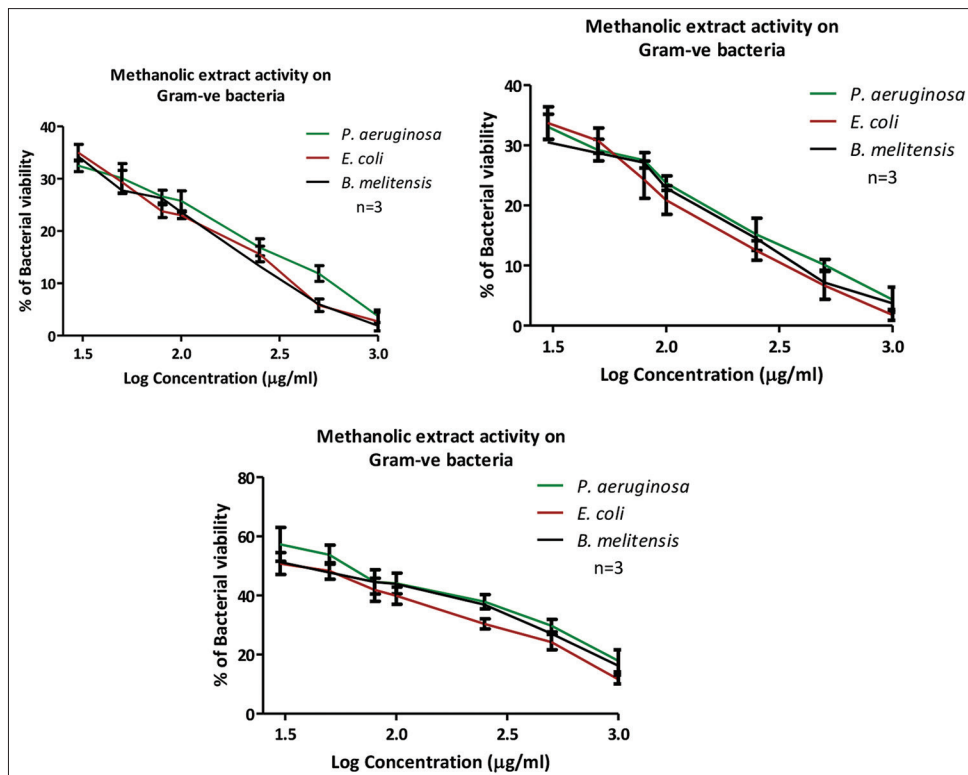 Methanolic extract activity on
Gram-ve bacteria
P. aeruginosa
E. coli
B. melitensis
n=3
% of Bacterial viability
40
30
20
10
0
1.5 2.0 2.5 3.0
Log Concentration (μg/ml)
Methanolic extract activity on
Gram-ve bacteria
P. aeruginosa
E. coli
B. melitensis
n=3
% of Bacterial viability
40
30
20
10
0
1.5 2.0 2.5 3.0
Log Concentration (μg/ml)
Methanolic extract activity on
Gram-ve bacteria
P. aeruginosa
E. coli
B. melitensis
n=3
% of Bacterial viability
80
60
40
20
0
1.5 2.0 2.5 3.0
Log Concentration (μg/ml)